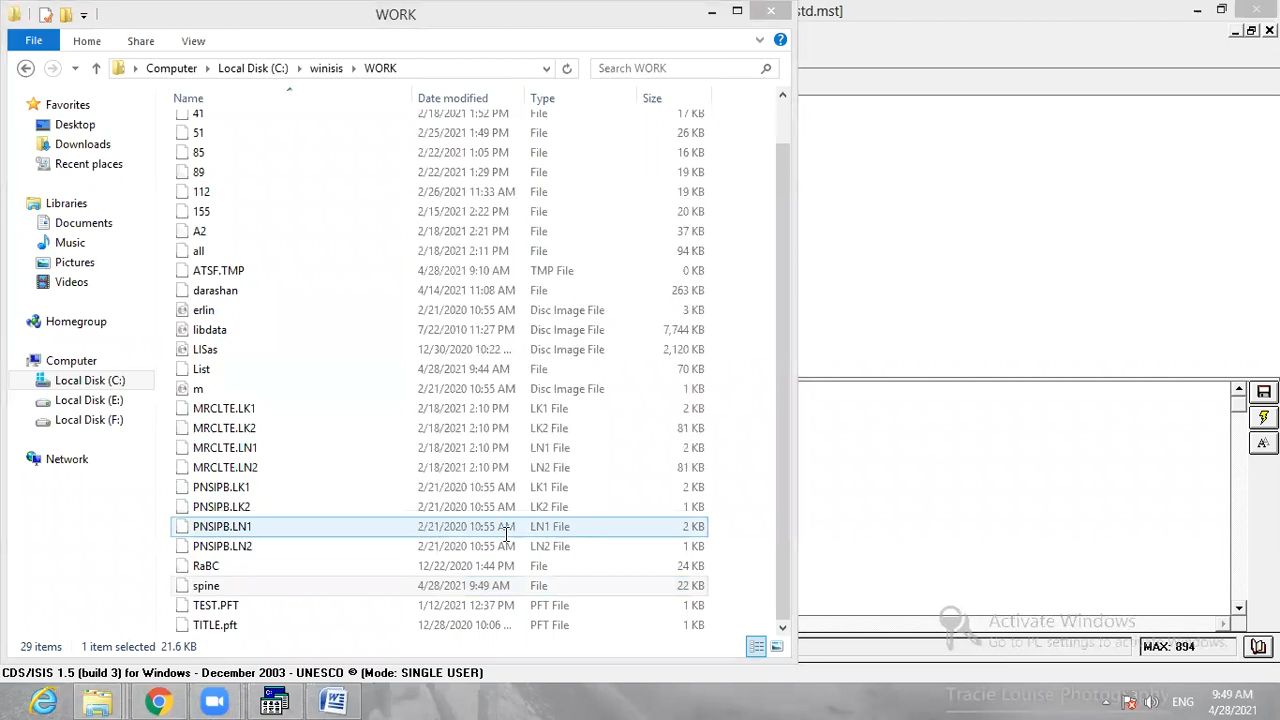 WORK
std.mst]
File Home Share View
Computer Local Disk (C:) winisis WORK Search WORK
Name Date modified Type Size
Favorites
Desktop
Downloads
Recent places
Libraries
Documents
Music
Pictures
Videos
Homegroup
Computer
Local Disk (C:)
Local Disk (E:)
Local Disk (F:)
Network
41 2/18/2021 1:52 PM File 17 KB
51 2/25/2021 1:49 PM File 26 KB
85 2/22/2021 1:05 PM File 16 KB
89 2/22/2021 1:29 PM File 19 KB
112 2/26/2021 11:33 AM File 19 KB
155 2/15/2021 2:22 PM File 20 KB
A2 2/18/2021 2:21 PM File 37 KB
all 2/18/2021 2:11 PM File 94 KB
ATSF.TMP 4/28/2021 9:10 AM TMP File 0 KB
darashan 4/14/2021 11:08 AM File 263 KB
erlin 2/21/2020 10:55 AM Disc Image File 3 KB
libdata 7/22/2010 11:27 PM Disc Image File 7,744 KB
LISas 12/30/2020 10:22 ... Disc Image File 2,120 KB
List 4/28/2021 9:44 AM File 70 KB
m 2/21/2020 10:55 AM Disc Image File 1 KB
MRCLTE.LK1 2/18/2021 2:10 PM LK1 File 2 KB
MRCLTE.LK2 2/18/2021 2:10 PM LK2 File 81 KB
MRCLTE.LN1 2/18/2021 2:10 PM LN1 File 2 KB
MRCLTE.LN2 2/18/2021 2:10 PM LN2 File 81 KB
PNSIPB.LK1 2/21/2020 10:55 AM LK1 File 2 KB
PNSIPB.LK2 2/21/2020 10:55 AM LK2 File 1 KB
PNSIPB.LN1 2/21/2020 10:55 AM LN1 File 2 KB
PNSIPB.LN2 2/21/2020 10:55 AM LN2 File 1 KB
RaBC 12/22/2020 1:44 PM File 24 KB
spine 4/28/2021 9:49 AM File 22 KB
TEST.PFT 1/12/2021 12:37 PM PFT File 1 KB
TITLE.pft 12/28/2020 10:06 ... PFT File 1 KB
29 items 1 item selected 21.6 KB
Activate Windows
Go to PC settings to activate Windows.
MAX: 894
CDS/ISIS 1.5 (build 3) for Windows - December 2003 - UNESCO ® (Mode: SINGLE USER)
Tracie Louise Photography
ENG
9:49 AM
4/28/2021